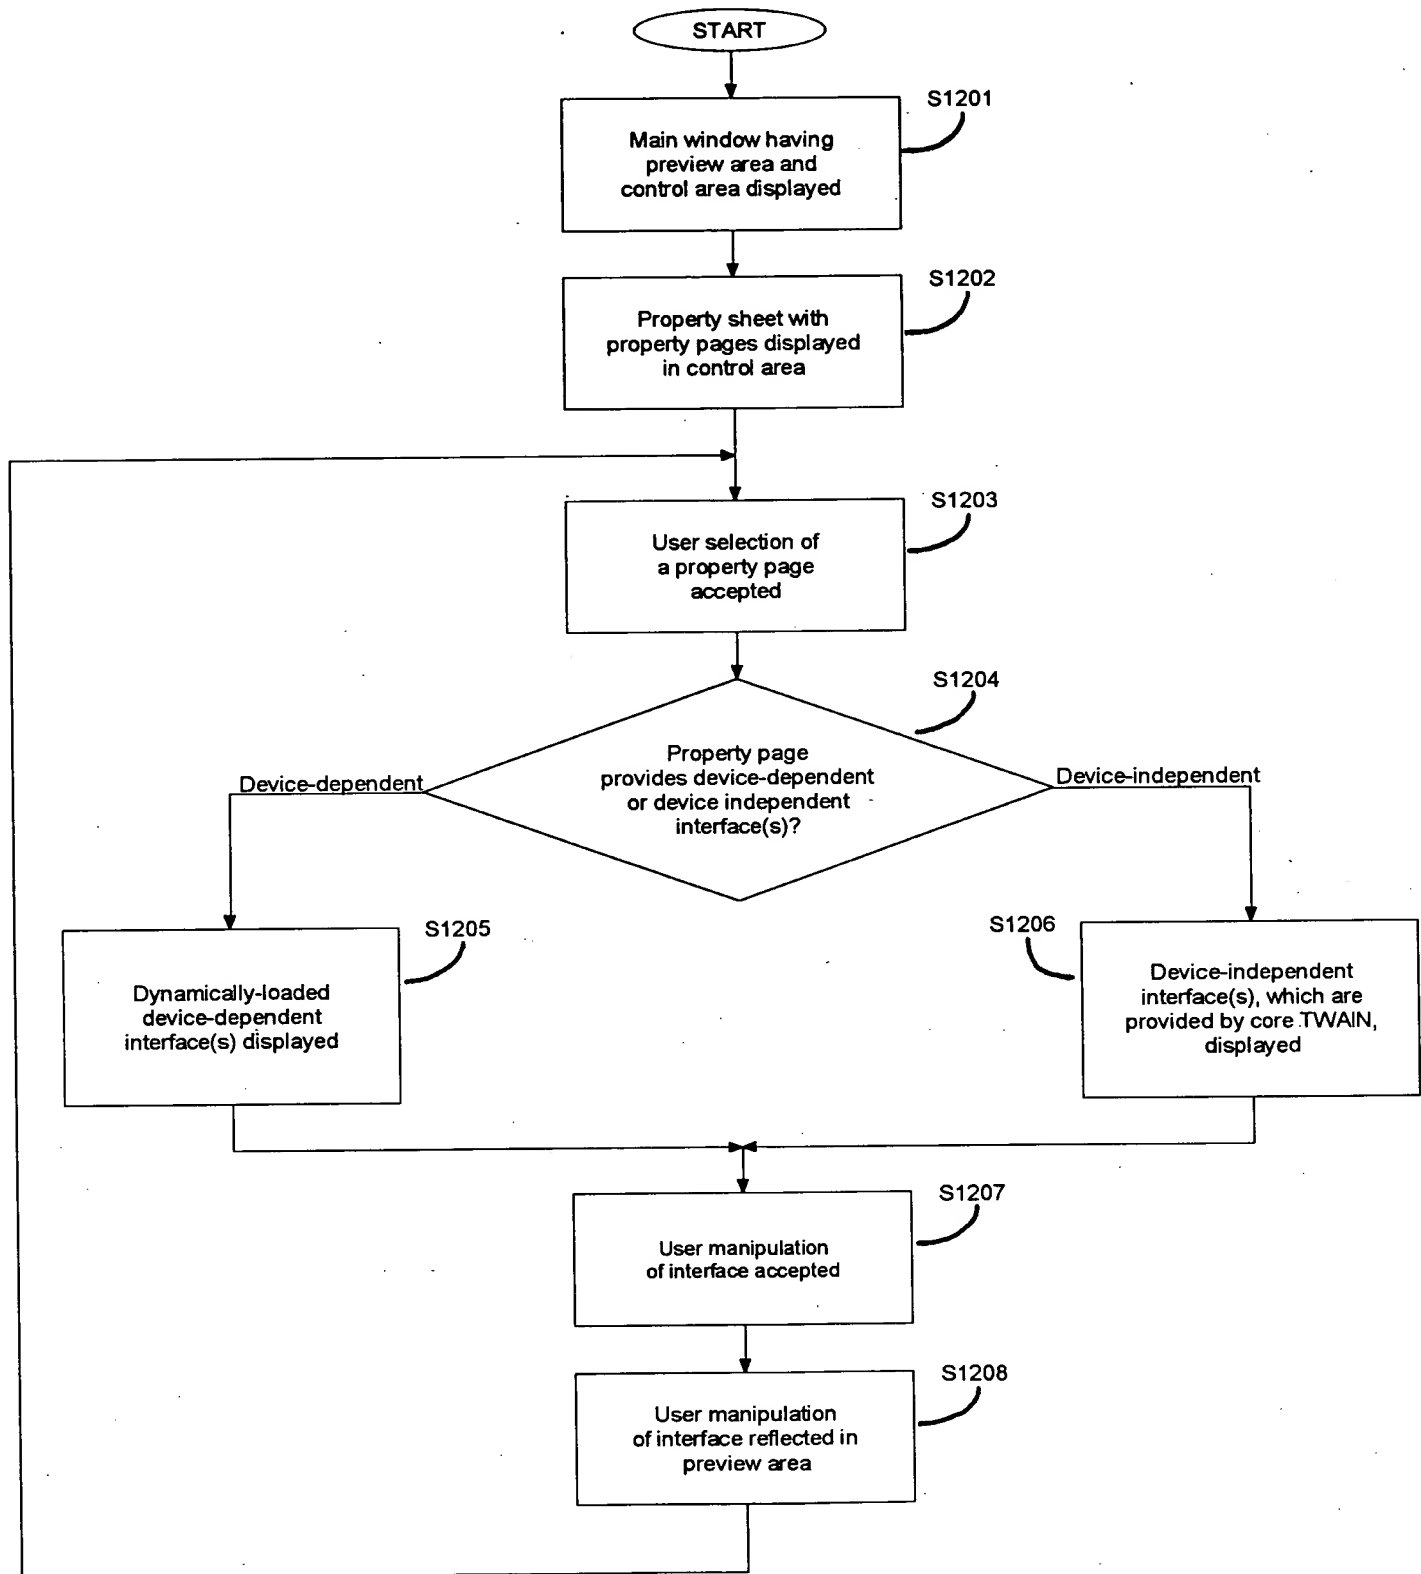 START
S1201
Main window having
preview area and
control area displayed
S1202
Property sheet with
property pages displayed
in control area
S1203
User selection of
a property page
accepted
S1204
Property page
provides device-dependent
or device independent
interface(s)?
Device-dependent
Device-independent
S1205
Dynamically-loaded
device-dependent
interface(s) displayed
S1206
Device-independent
interface(s), which are
provided by core TWAIN,
displayed
S1207
User manipulation
of interface accepted
S1208
User manipulation
of interface reflected in
preview area